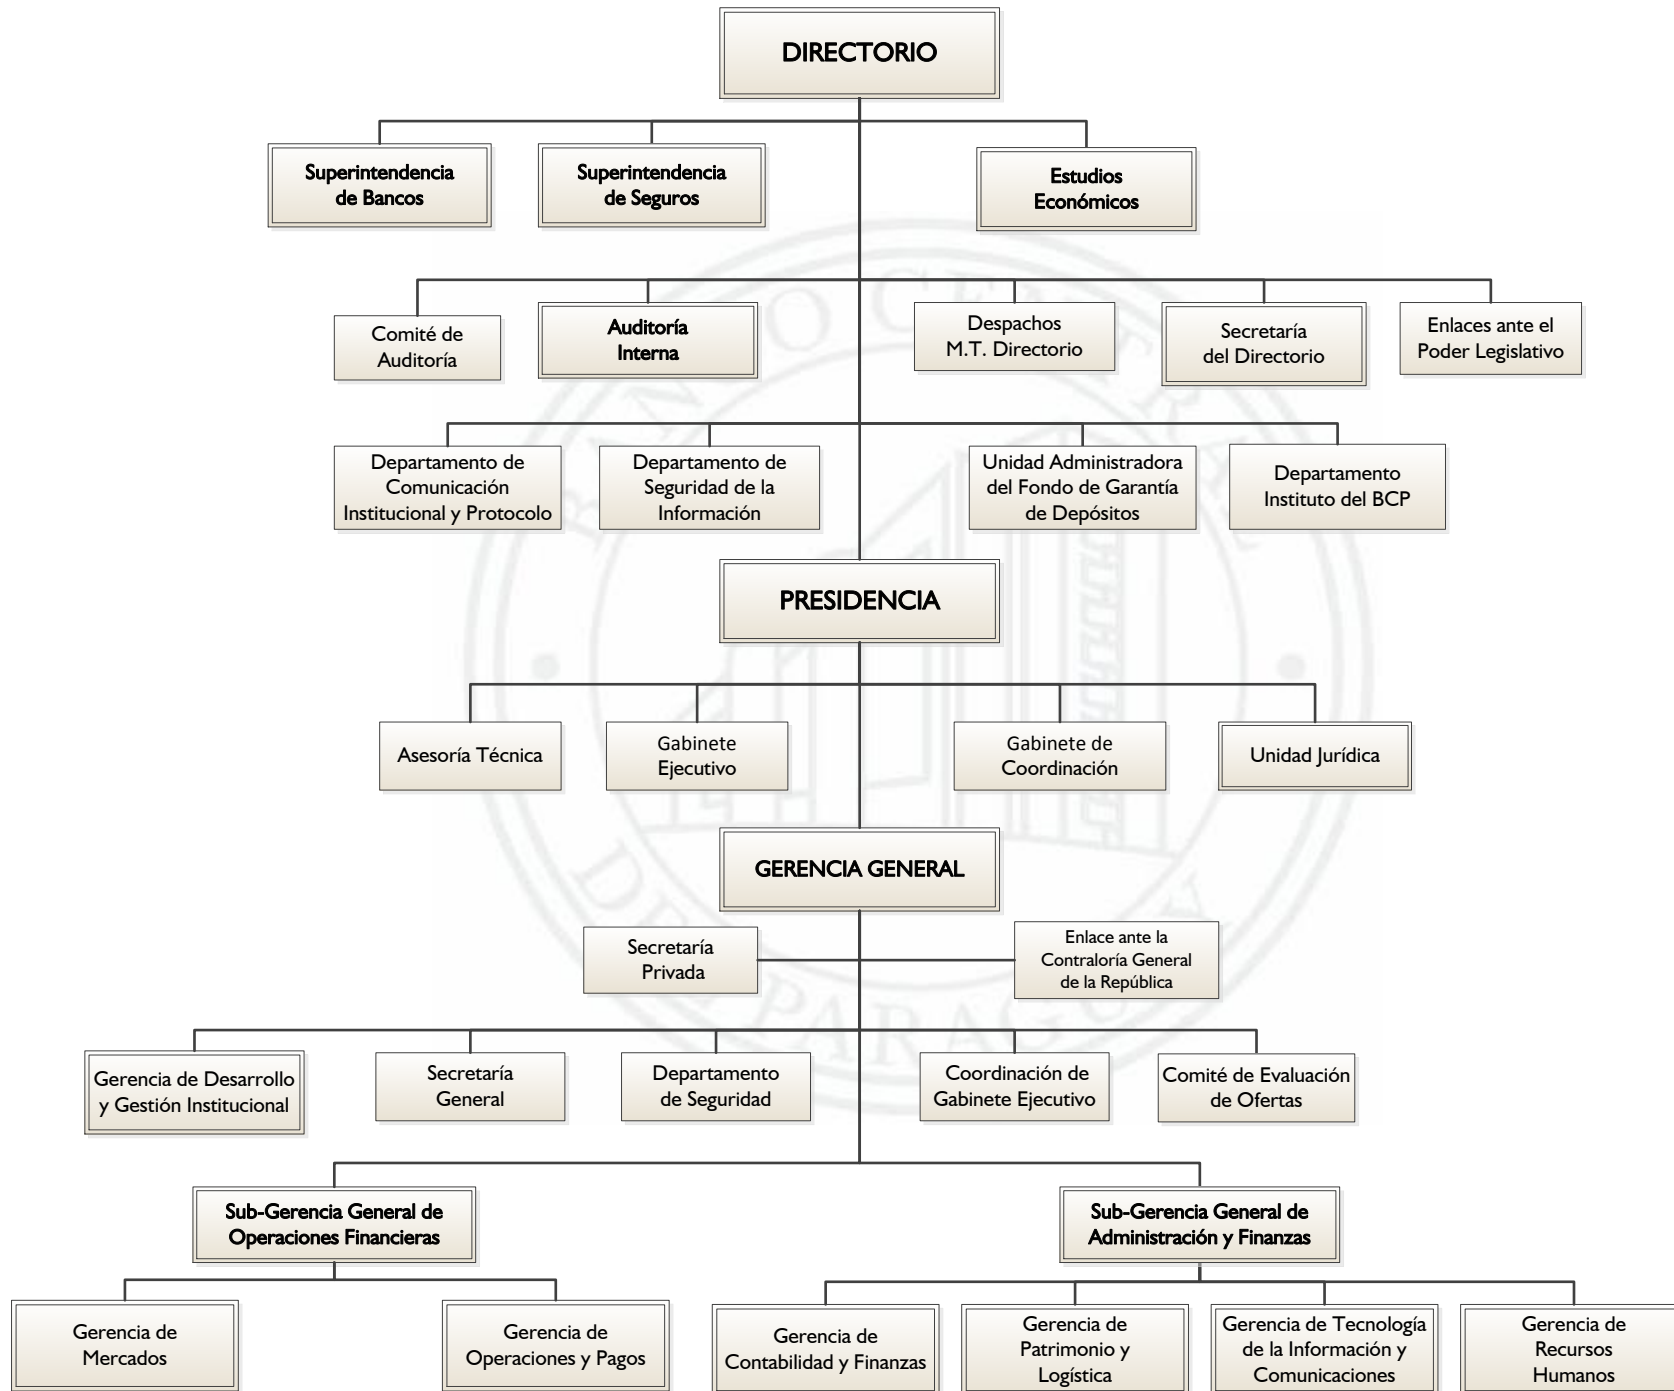 DIRECTORIO
Superintendencia
de Bancos
Superintendencia
de Seguros
Estudios
Económicos
Comité de
Auditoría
Auditoría
Interna
Despachos
M.T. Directorio
Secretaría
del Directorio
Enlaces ante el
Poder Legislativo
Departamento de
Comunicación
Institucional y Protocolo
Departamento de
Seguridad de la
Información
Unidad Administradora
del Fondo de Garantía
de Depósitos
Departamento
Instituto del BCP
PRESIDENCIA
Asesoría Técnica
Gabinete
Ejecutivo
Gabinete de
Coordinación
Unidad Jurídica
GERENCIA GENERAL
Secretaría
Privada
Enlace ante la
Contraloría General
de la República
Gerencia de Desarrollo
y Gestión Institucional
Secretaría
General
Departamento
de Seguridad
Coordinación de
Gabinete Ejecutivo
Comité de Evaluación
de Ofertas
Sub-Gerencia General de
Operaciones Financieras
Sub-Gerencia General de
Administración y Finanzas
Gerencia de
Mercados
Gerencia de
Operaciones y Pagos
Gerencia de
Contabilidad y Finanzas
Gerencia de
Patrimonio y
Logística
Gerencia de Tecnología
de la Información y
Comunicaciones
Gerencia de
Recursos
Humanos
BANCO CENTRAL
DEL PARAGUAY